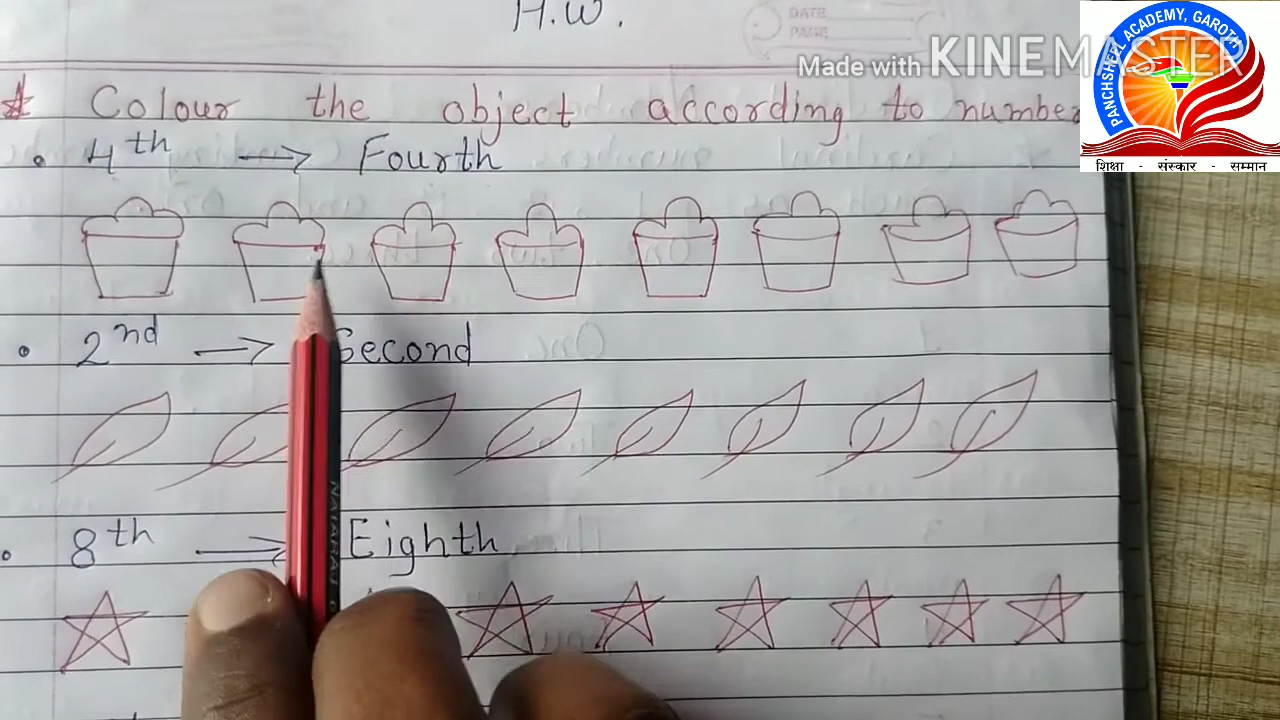 H.W.
DATE
PAGE
Made with KINEMASTER
PANCHSHEEL ACADEMY, GAROTH
शिक्षा - संस्कार - सम्मान
Colour the object according to number
• 4th → Fourth
• 2nd → Second
• 8th → Eighth
NATARAJ